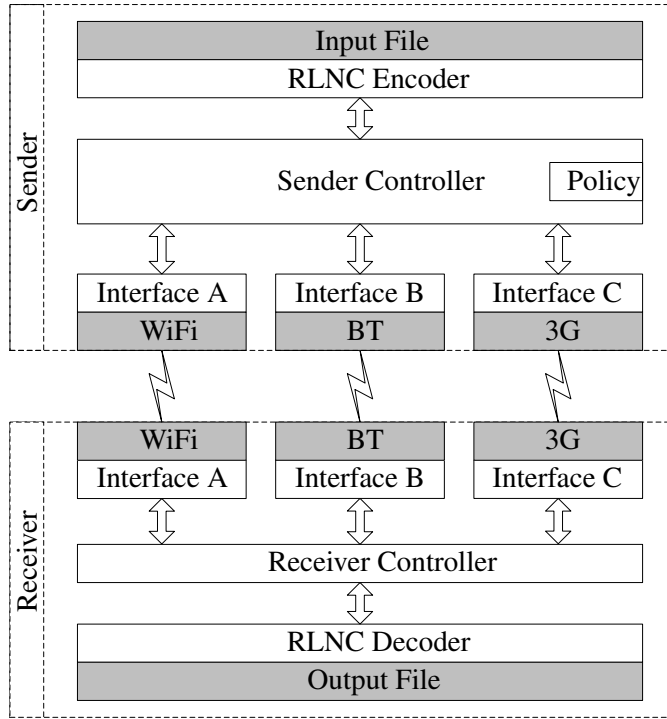 Sender
Input File
RLNC Encoder
Sender Controller
Policy
Interface A
Interface B
Interface C
WiFi
BT
3G
Receiver
WiFi
BT
3G
Interface A
Interface B
Interface C
Receiver Controller
RLNC Decoder
Output File